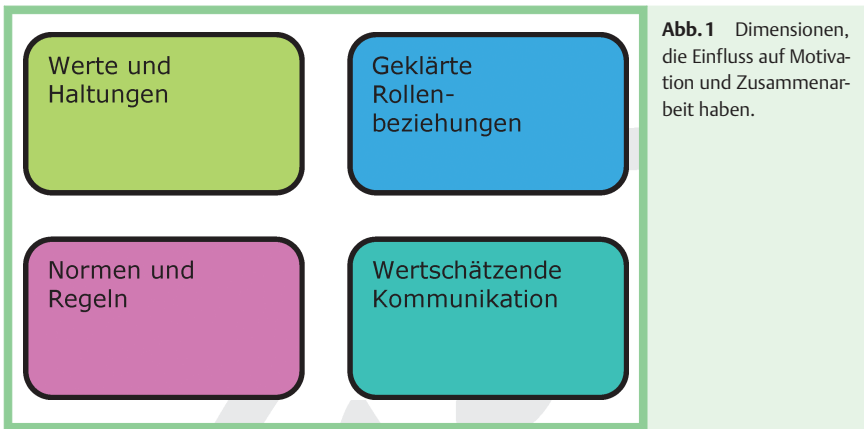 Werte und
Haltungen
Geklärte
Rollen-
beziehungen
Normen und
Regeln
Wertschätzende
Kommunikation
Abb. 1 Dimensionen,
die Einfluss auf Motiva-
tion und Zusammenar-
beit haben.